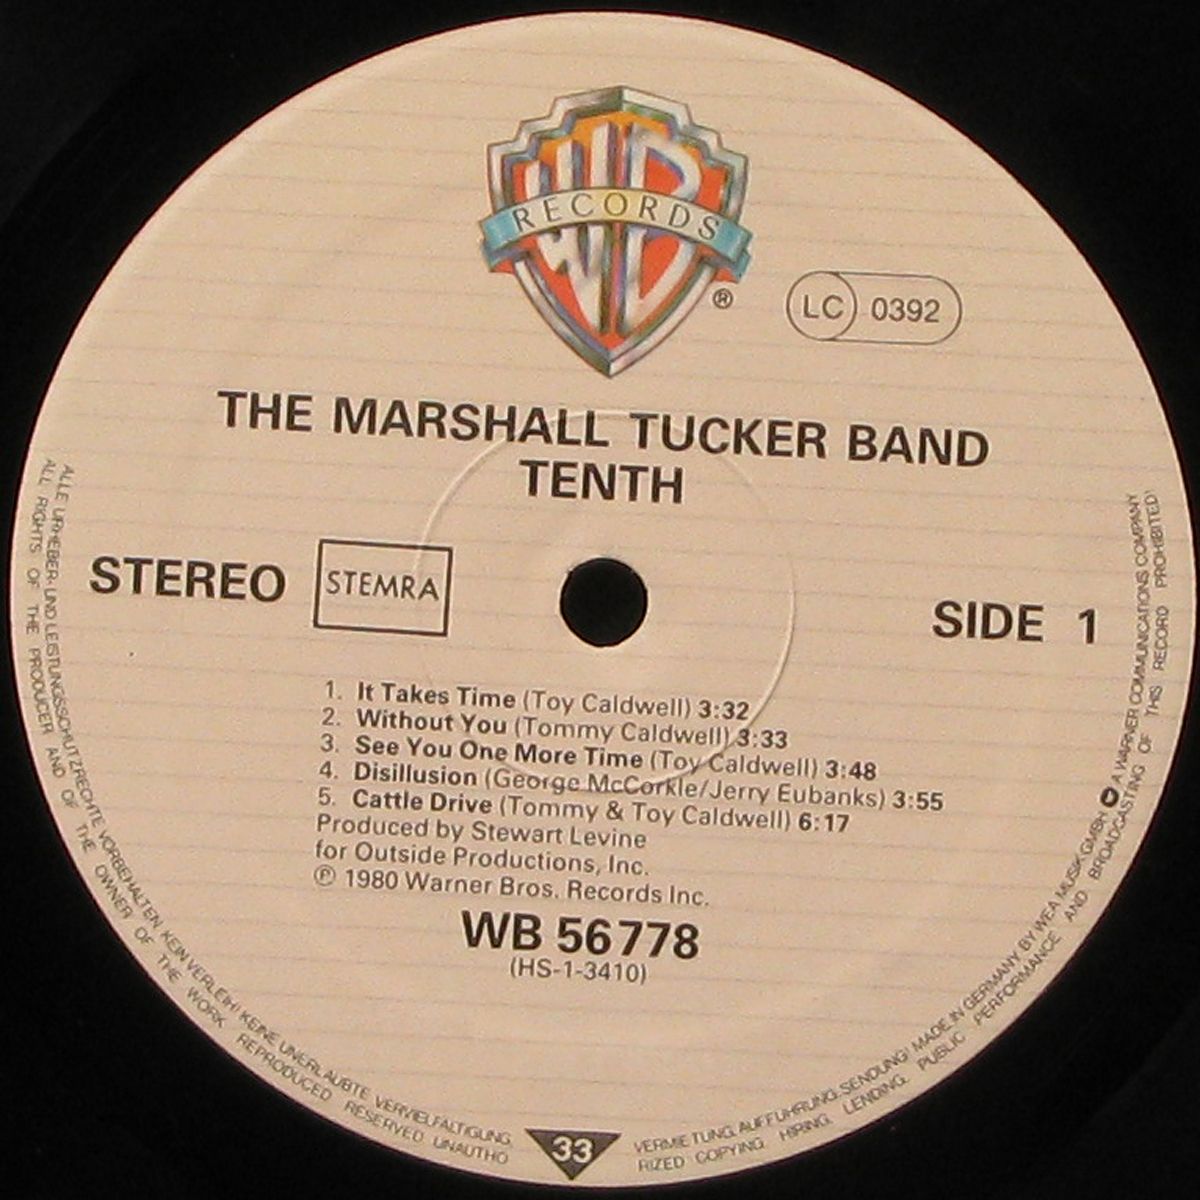 WB
RECORDS
®
LC 0392
THE MARSHALL TUCKER BAND
TENTH
STEREO STEMRA SIDE 1
1. It Takes Time (Toy Caldwell) 3:32
2. Without You (Tommy Caldwell) 3:33
3. See You One More Time (Toy Caldwell) 3:48
4. Disillusion (George McCorkle/Jerry Eubanks) 3:55
5. Cattle Drive (Tommy & Toy Caldwell) 6:17
Produced by Stewart Levine
for Outside Productions, Inc.
℗ 1980 Warner Bros. Records Inc.
WB 56 778
(HS-1-3410)
ALLE URHEBER- UND LEISTUNGSSCHUTZRECHTE VORBEHALTEN KEIN VERLEIH! KEINE UNERLAUBTE VERVIELFÄLTIGUNG, VERMIETUNG, AUFFÜHRUNG, SENDUNG! MADE IN GERMANY BY WEA MUSIK GMBH A WARNER COMMUNICATIONS COMPANY
ALL RIGHTS OF THE PRODUCER AND OF THE OWNER OF THE WORK REPRODUCED RESERVED UNAUTHORIZED COPYING, HIRING, LENDING, PUBLIC PERFORMANCE AND BROADCASTING OF THIS RECORD PROHIBITED!
33